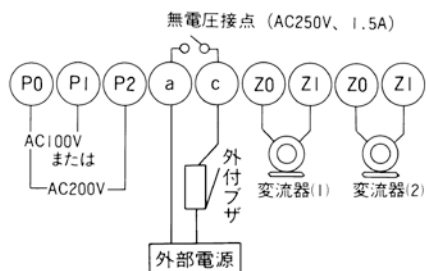 無電圧接点（AC250V、1.5A）
P0 P1 P2 a c Z0 Z1 Z0 Z1
AC100V
または
AC200V
外付ブザ
変流器(1)
変流器(2)
外部電源